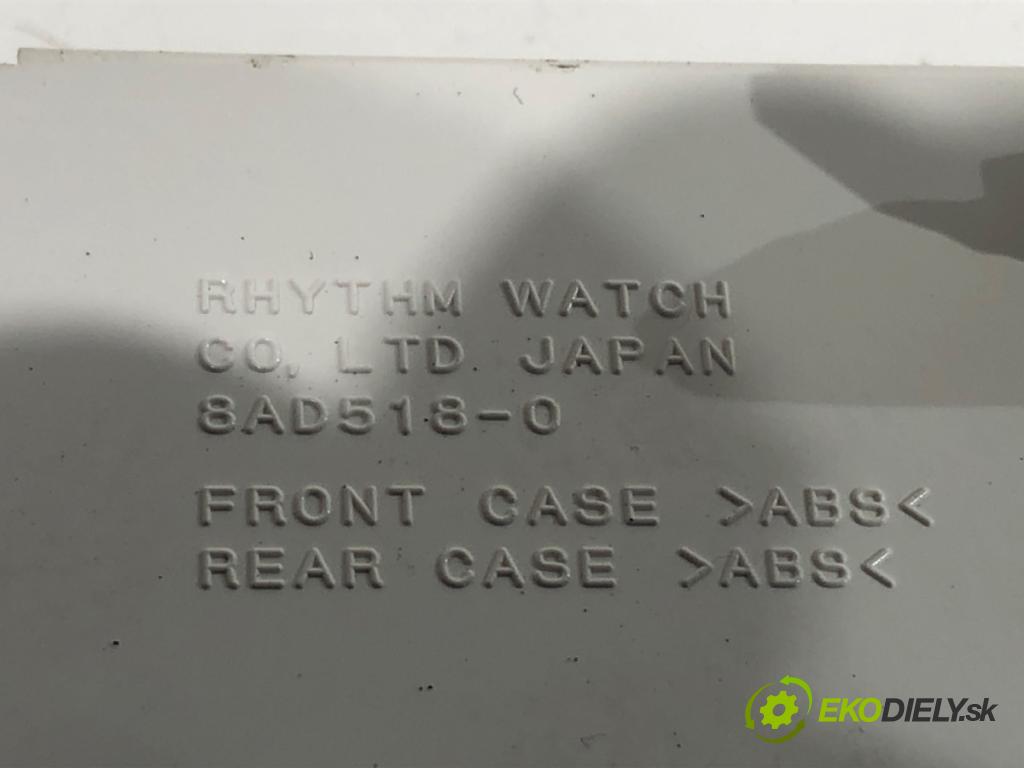 RHYTHM WATCH
CO, LTD JAPAN
8AD518-0
FRONT CASE >ABS<
REAR CASE >ABS<
EKODIELY.sk